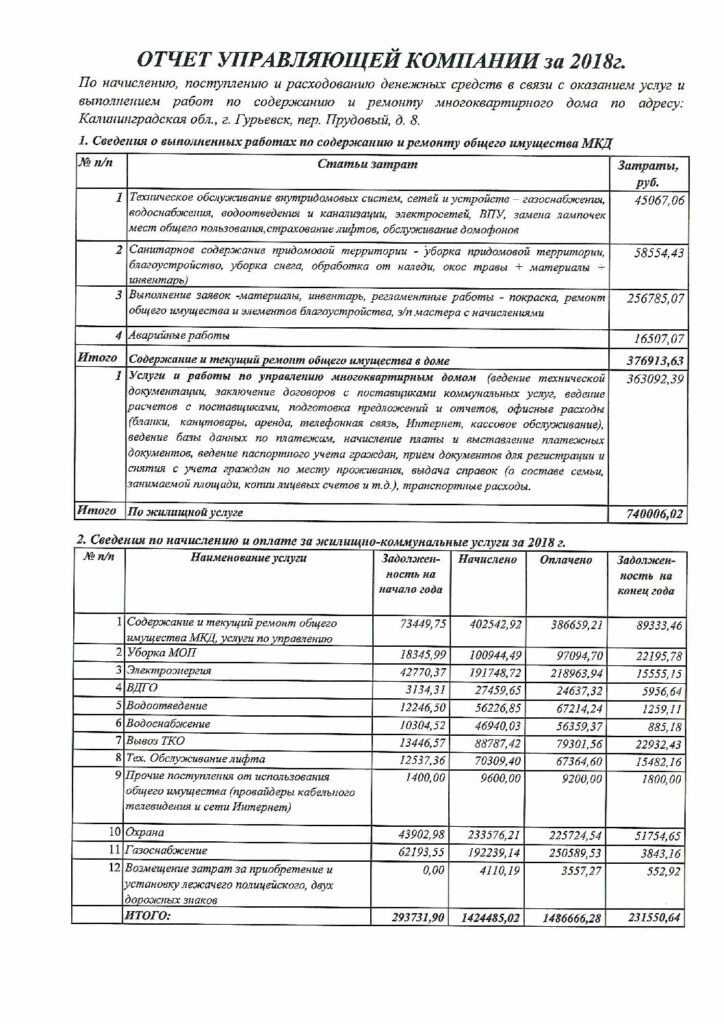 ОТЧЕТ УПРАВЛЯЮЩЕЙ КОМПАНИИ за 2018г.
По начислению, поступлению и расходованию денежных средств в связи с оказанием услуг и
выполнением работ по содержанию и ремонту многоквартирного дома по адресу:
Калининградская обл., г. Гурьевск, пер. Прудовый, д. 8.
1. Сведения о выполненных работах по содержанию и ремонту общего имущества МКД
№ п/п Статьи затрат Затраты,
руб.
1 Техническое обслуживание внутридомовых систем, сетей и устройств – газоснабжения, 45067,06
водоснабжения, водоотведения и канализации, электросетей, ВПУ, замена лампочек
мест общего пользования,страхование лифтов, обслуживание домофонов
2 Санитарное содержание придомовой территории - уборка придомовой территории, 58554,43
благоустройство, уборка снега, обработка от наледи, окос травы + материалы +
инвентарь)
3 Выполнение заявок -материалы, инвентарь, регламентные работы - покраска, ремонт 256785,07
общего имущества и элементов благоустройства, з/п мастера с начислениями
4 Аварийные работы 16507,07
Итого Содержание и текущий ремонт общего имущества в доме 376913,63
1 Услуги и работы по управлению многоквартирным домом (ведение технической 363092,39
документации, заключение договоров с поставщиками коммунальных услуг, ведение
расчетов с поставщиками, подготовка предложений и отчетов, офисные расходы
(бланки, канцтовары, аренда, телефонная связь, Интернет, кассовое обслуживание),
ведение базы данных по платежам, начисление платы и выставление платежных
документов, ведение паспортного учета граждан, прием документов для регистрации и
снятия с учета граждан по месту проживания, выдача справок (о составе семьи,
занимаемой площади, копии лицевых счетов и т.д.), транспортные расходы.
Итого По жилищной услуге 740006,02
2. Сведения по начислению и оплате за жилищно-коммунальные услуги за 2018 г.
№ п/п Наименование услуги Задолжен- Начислено Оплачено Задолжен-
ность на ность на
начало года конец года
1 Содержание и текущий ремонт общего 73449,75 402542,92 386659,21 89333,46
имущества МКД, услуги по управлению
2 Уборка МОП 18345,99 100944,49 97094,70 22195,78
3 Электроэнергия 42770,37 191748,72 218963,94 15555,15
4 ВДГО 3134,31 27459,65 24637,32 5956,64
5 Водоотведение 12246,50 56226,85 67214,24 1259,11
6 Водоснабжение 10304,52 46940,03 56359,37 885,18
7 Вывоз ТКО 13446,57 88787,42 79301,56 22932,43
8 Тех. Обслуживание лифта 12537,36 70309,40 67364,60 15482,16
9 Прочие поступления от использования 1400,00 9600,00 9200,00 1800,00
общего имущества (провайдеры кабельного
телевидения и сети Интернет)
10 Охрана 43902,98 233576,21 225724,54 51754,65
11 Газоснабжение 62193,55 192239,14 250589,53 3843,16
12 Возмещение затрат за приобретение и 0,00 4110,19 3557,27 552,92
установку лежачего полицейского, двух
дорожных знаков
ИТОГО: 293731,90 1424485,02 1486666,28 231550,64